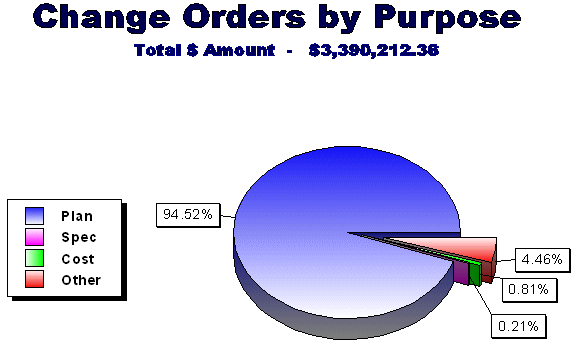 Change Orders by Purpose
Total $ Amount - $3,390,212.36
94.52%
Plan
Spec
Cost
Other
4.46%
0.81%
0.21%